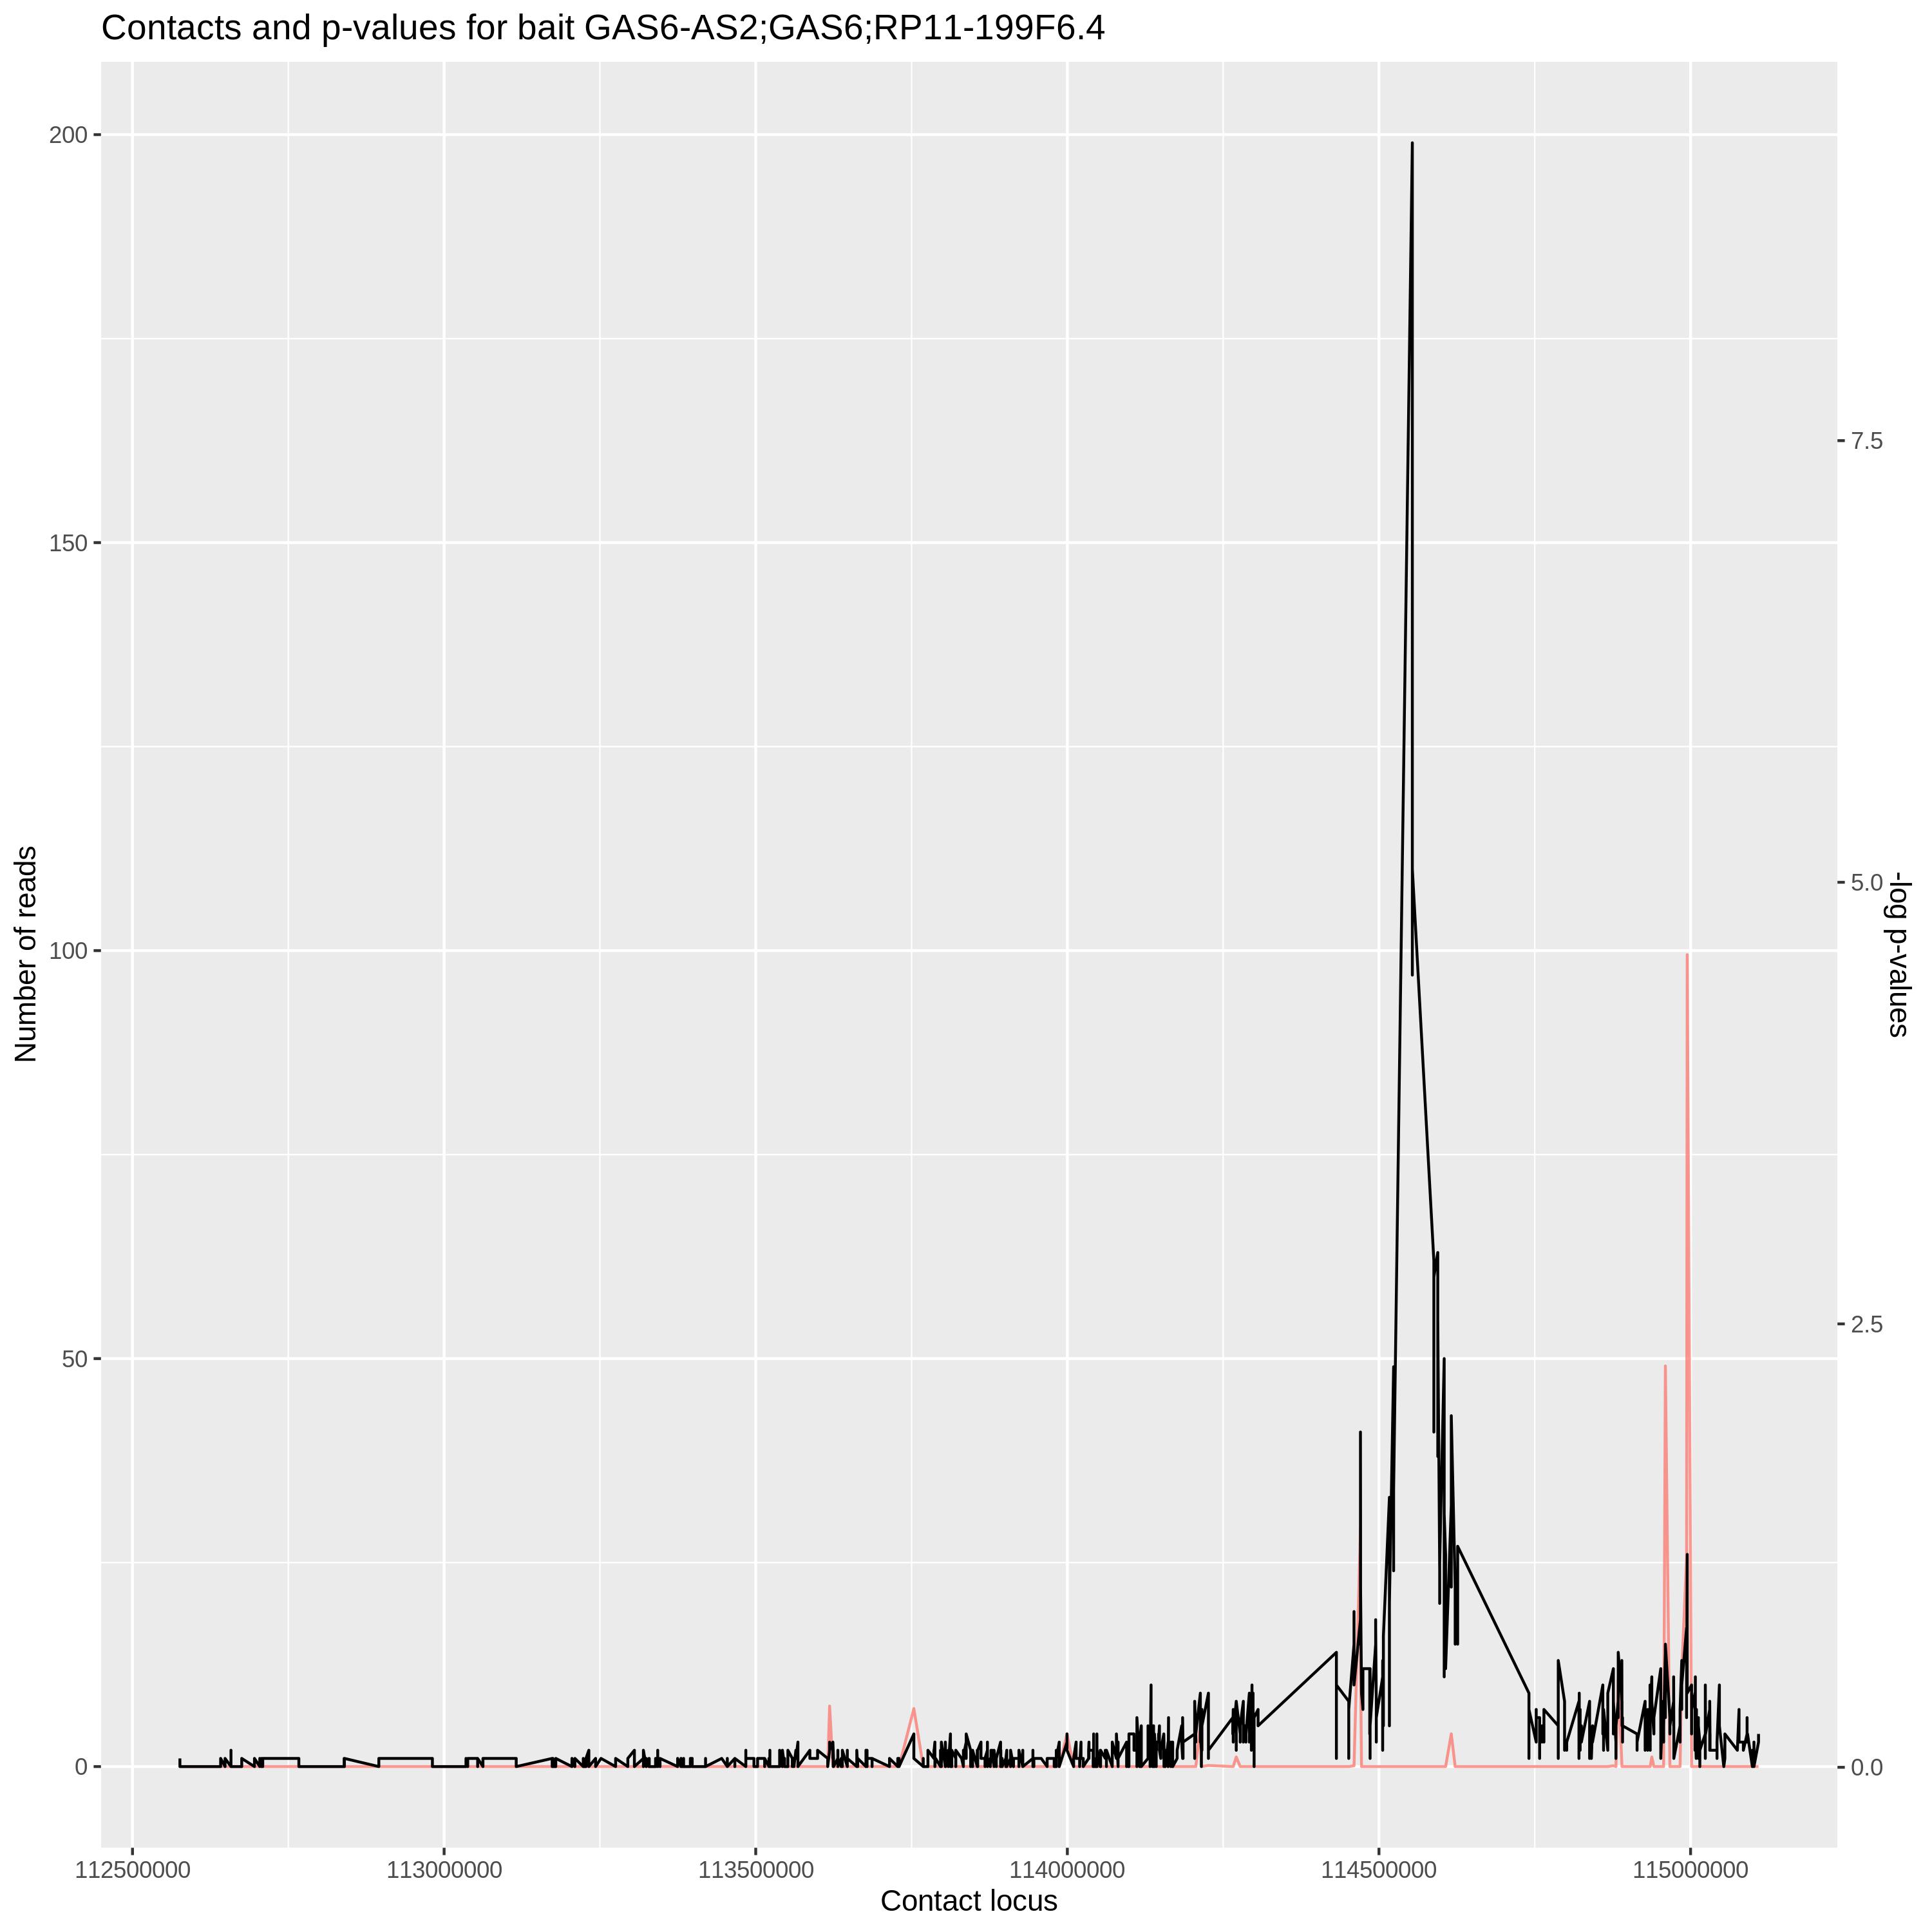 Contacts and p-values for bait GAS6-AS2;GAS6;RP11-199F6.4
200
150
100
50
0
Number of reads
7.5
5.0
2.5
0.0
-log p-values
112500000 113000000 113500000 114000000 114500000 115000000
Contact locus